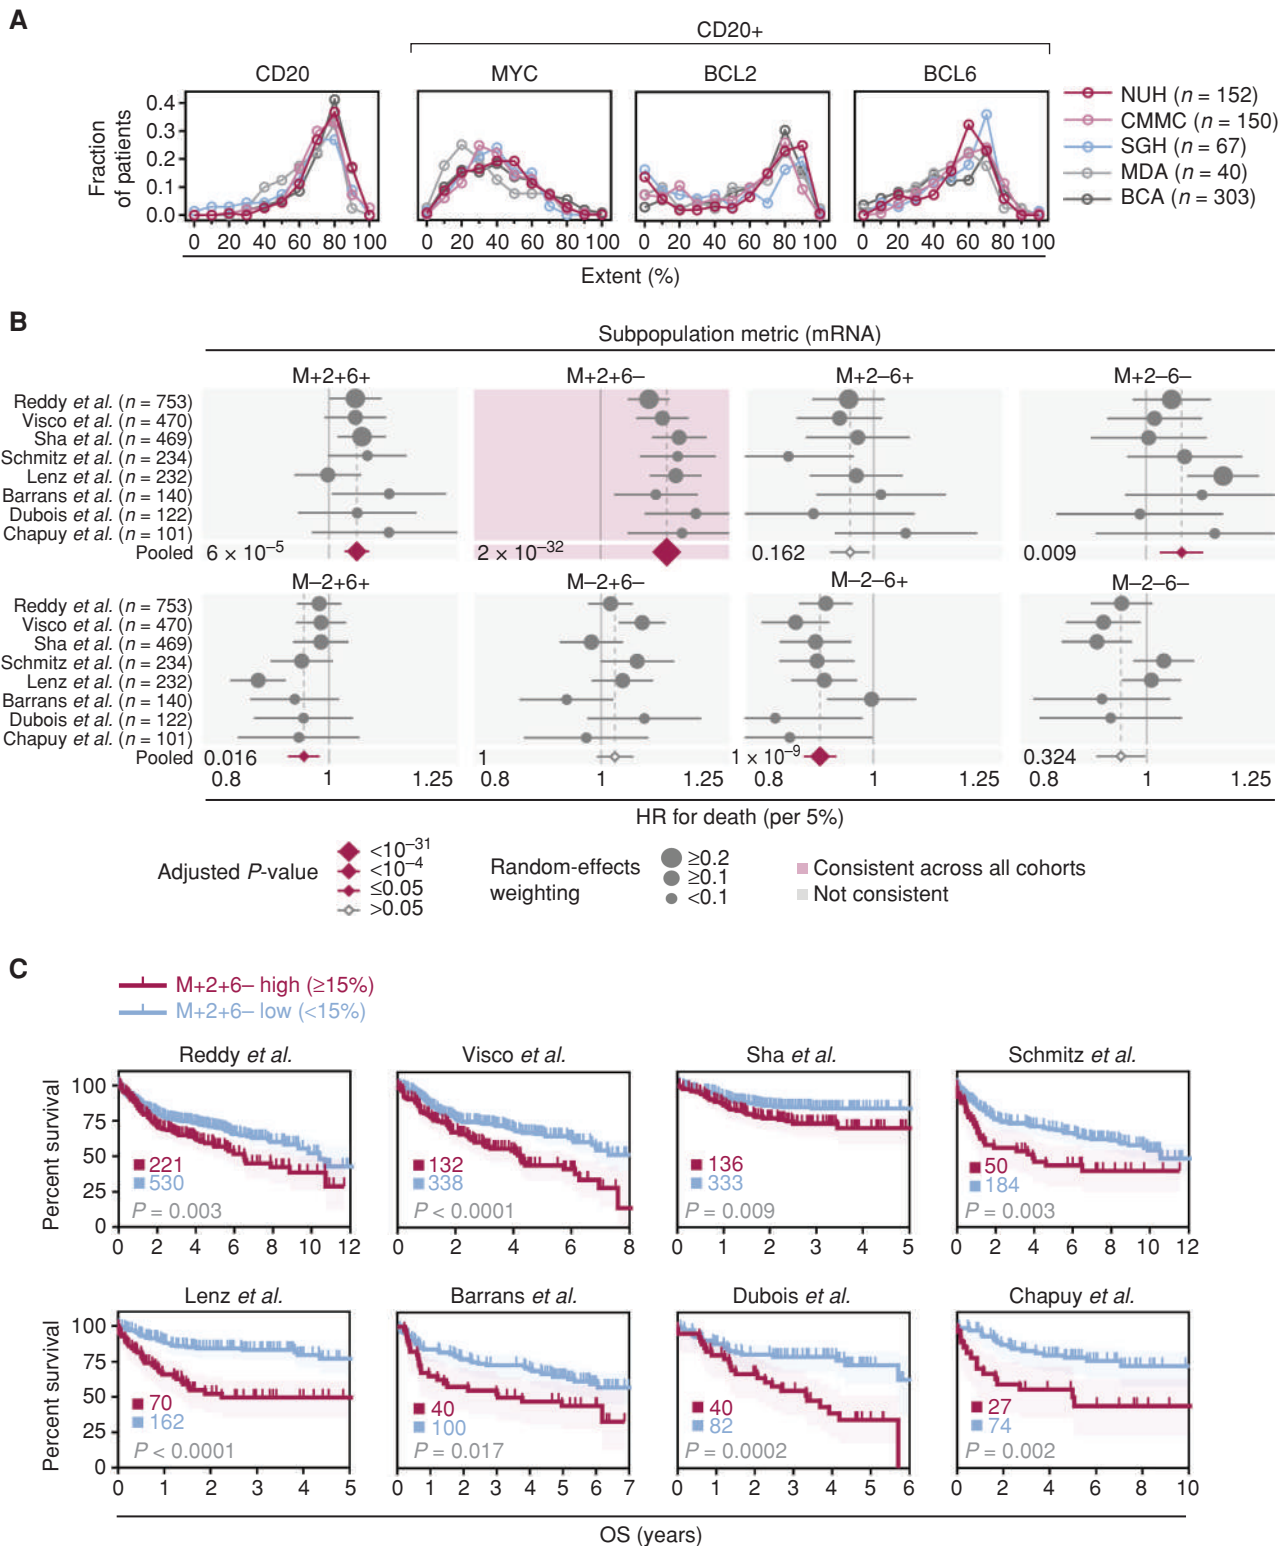 A
CD20+
CD20
MYC
BCL2
BCL6
Fraction of patients
0.4
0.3
0.2
0.1
0.0
0 20 40 60 80 100
0 20 40 60 80 100
0 20 40 60 80 100
0 20 40 60 80 100
Extent (%)
NUH (n = 152)
CMMC (n = 150)
SGH (n = 67)
MDA (n = 40)
BCA (n = 303)
B
Subpopulation metric (mRNA)
M+2+6+
M+2+6–
M+2–6+
M+2–6–
Reddy et al. (n = 753)
Visco et al. (n = 470)
Sha et al. (n = 469)
Schmitz et al. (n = 234)
Lenz et al. (n = 232)
Barrans et al. (n = 140)
Dubois et al. (n = 122)
Chapuy et al. (n = 101)
Pooled
6 × 10–5
2 × 10–32
0.162
0.009
M–2+6+
M–2+6–
M–2–6+
M–2–6–
Reddy et al. (n = 753)
Visco et al. (n = 470)
Sha et al. (n = 469)
Schmitz et al. (n = 234)
Lenz et al. (n = 232)
Barrans et al. (n = 140)
Dubois et al. (n = 122)
Chapuy et al. (n = 101)
Pooled
0.016
1
1 × 10–9
0.324
0.8 1 1.25
0.8 1 1.25
0.8 1 1.25
0.8 1 1.25
HR for death (per 5%)
Adjusted P-value
<10–31
<10–4
≤0.05
>0.05
Random-effects weighting
≥0.2
≥0.1
<0.1
Consistent across all cohorts
Not consistent
C
M+2+6– high (≥15%)
M+2+6– low (<15%)
Percent survival
100
75
50
25
0
Reddy et al.
221
530
P = 0.003
0 2 4 6 8 10 12
Visco et al.
132
338
P < 0.0001
0 2 4 6 8
Sha et al.
136
333
P = 0.009
0 1 2 3 4 5
Schmitz et al.
50
184
P = 0.003
0 2 4 6 8 10 12
Percent survival
100
75
50
25
0
Lenz et al.
70
162
P < 0.0001
0 1 2 3 4 5
Barrans et al.
40
100
P = 0.017
0 1 2 3 4 5 6 7
Dubois et al.
40
82
P = 0.0002
0 1 2 3 4 5 6
Chapuy et al.
27
74
P = 0.002
0 2 4 6 8 10
OS (years)